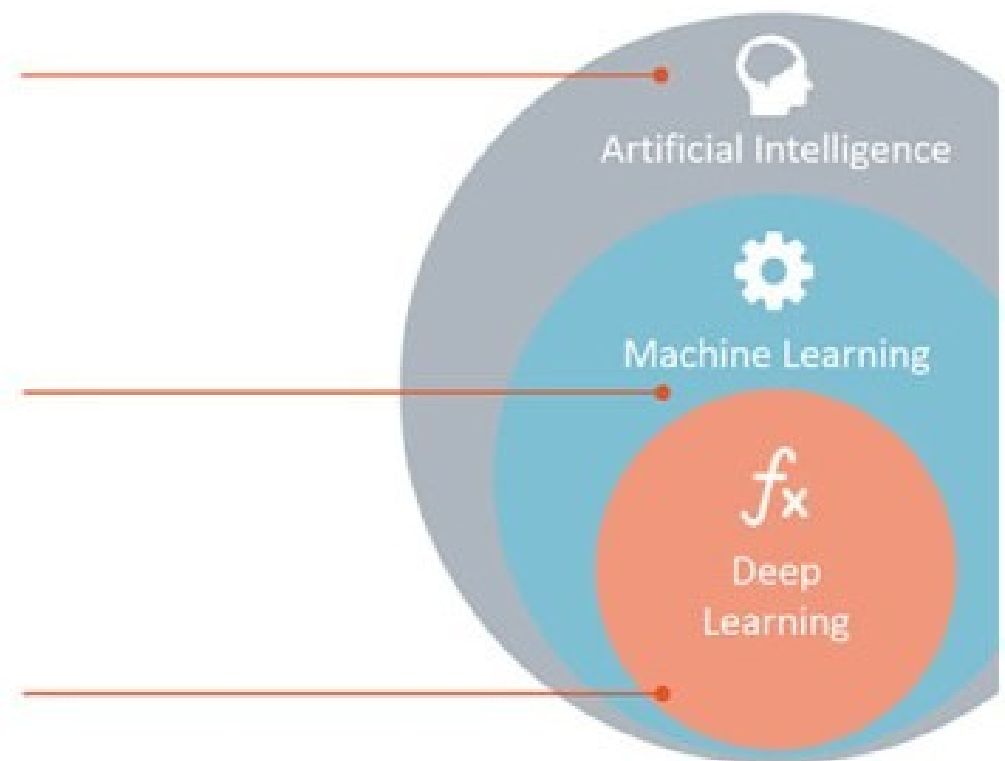 Artificial Intelligence
Machine Learning
fx
Deep
Learning